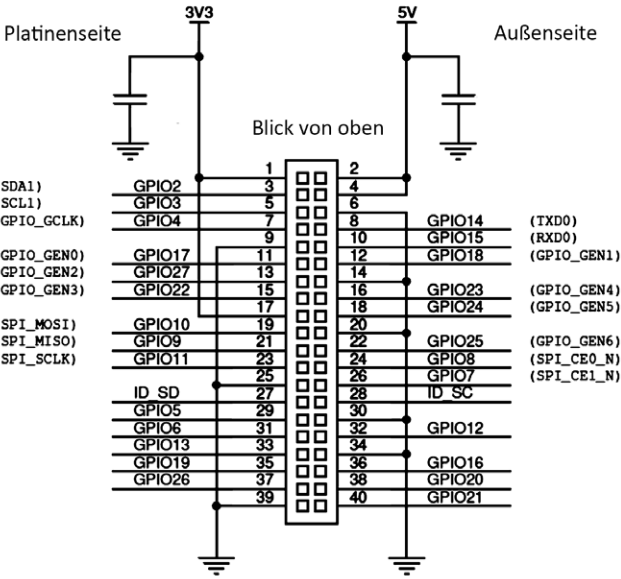 3V3 5V
Platinenseite Außenseite
Blick von oben
1 2
SDA1) GPIO2 3 4
SCL1) GPIO3 5 6
GPIO_GCLK) GPIO4 7 8 GPIO14 (TXD0)
9 10 GPIO15 (RXD0)
GPIO_GEN0) GPIO17 11 12 GPIO18 (GPIO_GEN1)
GPIO_GEN2) GPIO27 13 14
GPIO_GEN3) GPIO22 15 16 GPIO23 (GPIO_GEN4)
17 18 GPIO24 (GPIO_GEN5)
SPI_MOSI) GPIO10 19 20
SPI_MISO) GPIO9 21 22 GPIO25 (GPIO_GEN6)
SPI_SCLK) GPIO11 23 24 GPIO8 (SPI_CE0_N)
25 26 GPIO7 (SPI_CE1_N)
ID_SD 27 28 ID_SC
GPIO5 29 30
GPIO6 31 32 GPIO12
GPIO13 33 34
GPIO19 35 36 GPIO16
GPIO26 37 38 GPIO20
39 40 GPIO21